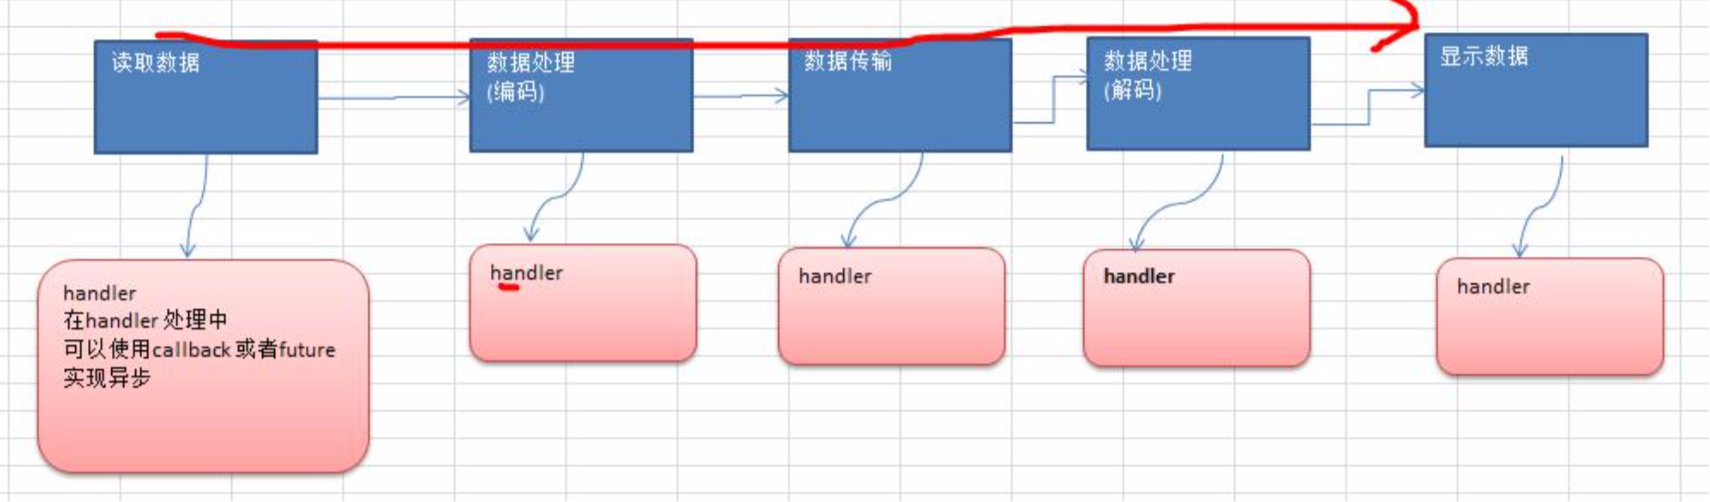 读取数据
数据处理
(编码)
数据传输
数据处理
(解码)
显示数据
handler
在handler 处理中
可以使用callback 或者future
实现异步
handler
handler
handler
handler